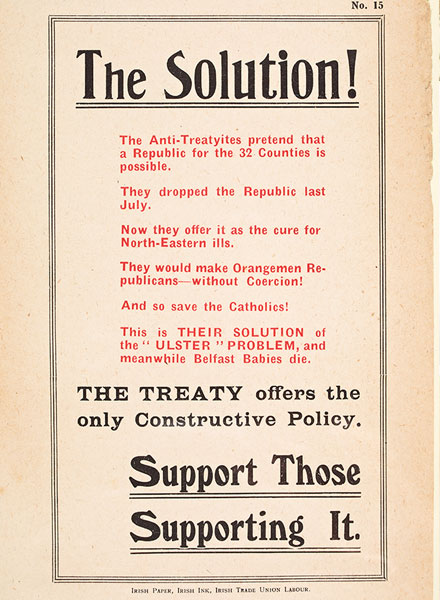 No. 15
The Solution!
The Anti-Treatyites pretend that
a Republic for the 32 Counties is
possible.
They dropped the Republic last
July.
Now they offer it as the cure for
North-Eastern ills.
They would make Orangemen Re-
publicans—without Coercion!
And so save the Catholics!
This is THEIR SOLUTION of
the " ULSTER " PROBLEM, and
meanwhile Belfast Babies die.
THE TREATY offers the
only Constructive Policy.
Support Those
Supporting It.
IRISH PAPER, IRISH INK, IRISH TRADE UNION LABOUR.